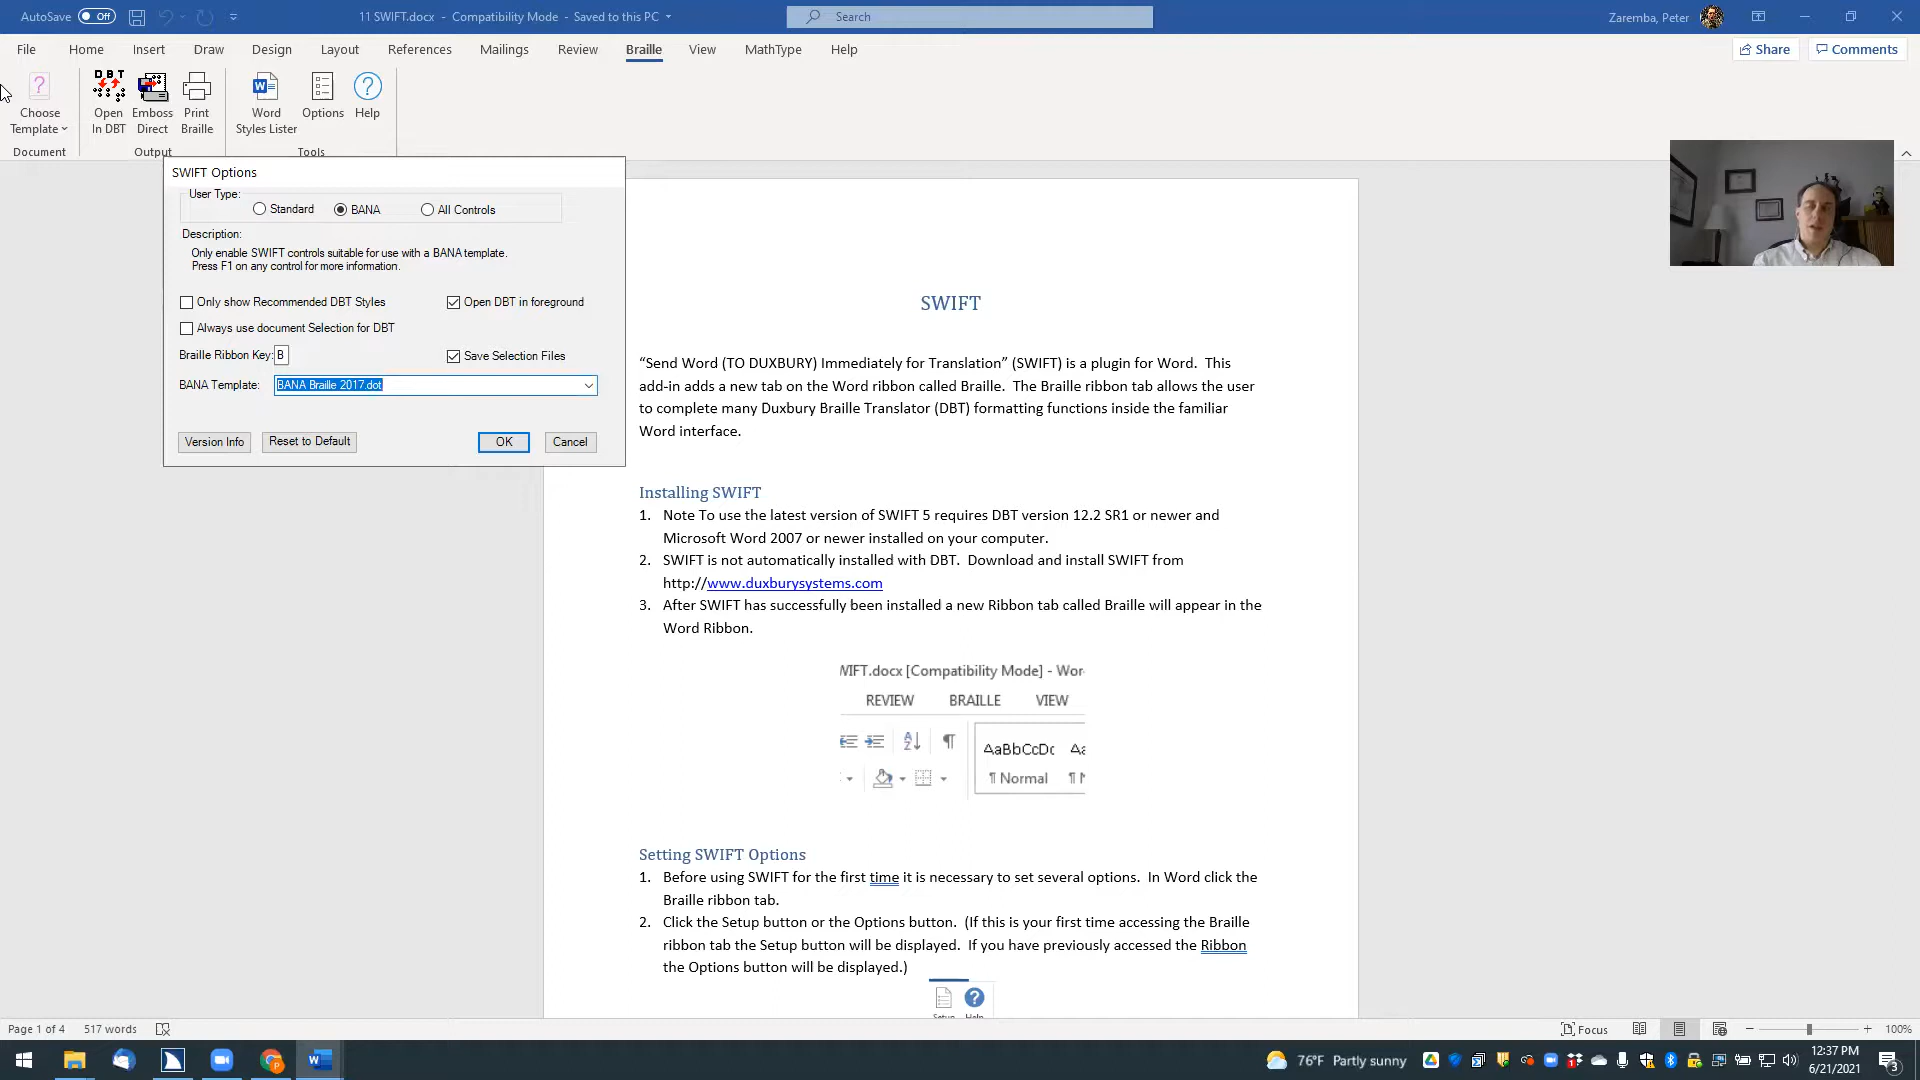 AutoSave Off 11 SWIFT.docx - Compatibility Mode - Saved to this PC Search Zaremba, Peter
File Home Insert Draw Design Layout References Mailings Review Braille View MathType Help Share Comments
Choose Template
DBT Open In DBT
Emboss Direct
Print Braille
Word Styles Lister
Options
Help
Document Output Tools
SWIFT Options
User Type:
Standard BANA All Controls
Description:
Only enable SWIFT controls suitable for use with a BANA template.
Press F1 on any control for more information.
Only show Recommended DBT Styles Open DBT in foreground
Always use document Selection for DBT
Braille Ribbon Key: B Save Selection Files
BANA Template: BANA Braille 2017.dot
Version Info Reset to Default OK Cancel
SWIFT
“Send Word (TO DUXBURY) Immediately for Translation” (SWIFT) is a plugin for Word. This
add-in adds a new tab on the Word ribbon called Braille. The Braille ribbon tab allows the user
to complete many Duxbury Braille Translator (DBT) formatting functions inside the familiar
Word interface.
Installing SWIFT
1. Note To use the latest version of SWIFT 5 requires DBT version 12.2 SR1 or newer and
Microsoft Word 2007 or newer installed on your computer.
2. SWIFT is not automatically installed with DBT. Download and install SWIFT from
http://www.duxburysystems.com
3. After SWIFT has successfully been installed a new Ribbon tab called Braille will appear in the
Word Ribbon.
WIFT.docx [Compatibility Mode] - Wor
REVIEW BRAILLE VIEW
AaBbCcDc Aa
¶ Normal ¶ N
Setting SWIFT Options
1. Before using SWIFT for the first time it is necessary to set several options. In Word click the
Braille ribbon tab.
2. Click the Setup button or the Options button. (If this is your first time accessing the Braille
ribbon tab the Setup button will be displayed. If you have previously accessed the Ribbon
the Options button will be displayed.)
Setup Help
Page 1 of 4 517 words Focus 100%
76°F Partly sunny 12:37 PM
6/21/2021 3